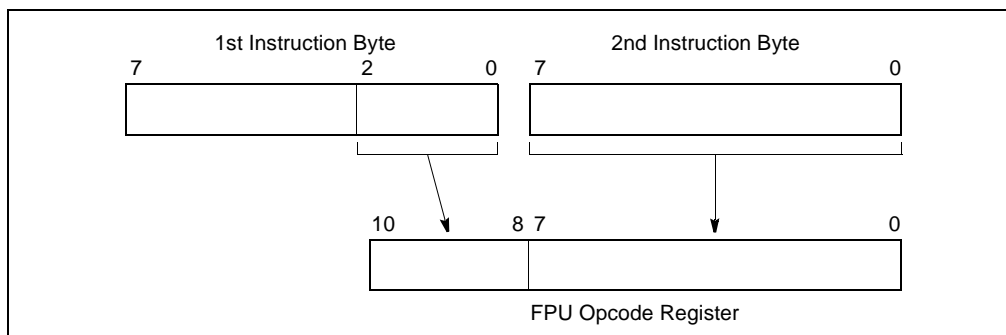 1st Instruction Byte 2nd Instruction Byte
7 2 0 7 0
10 8 7 0
FPU Opcode Register